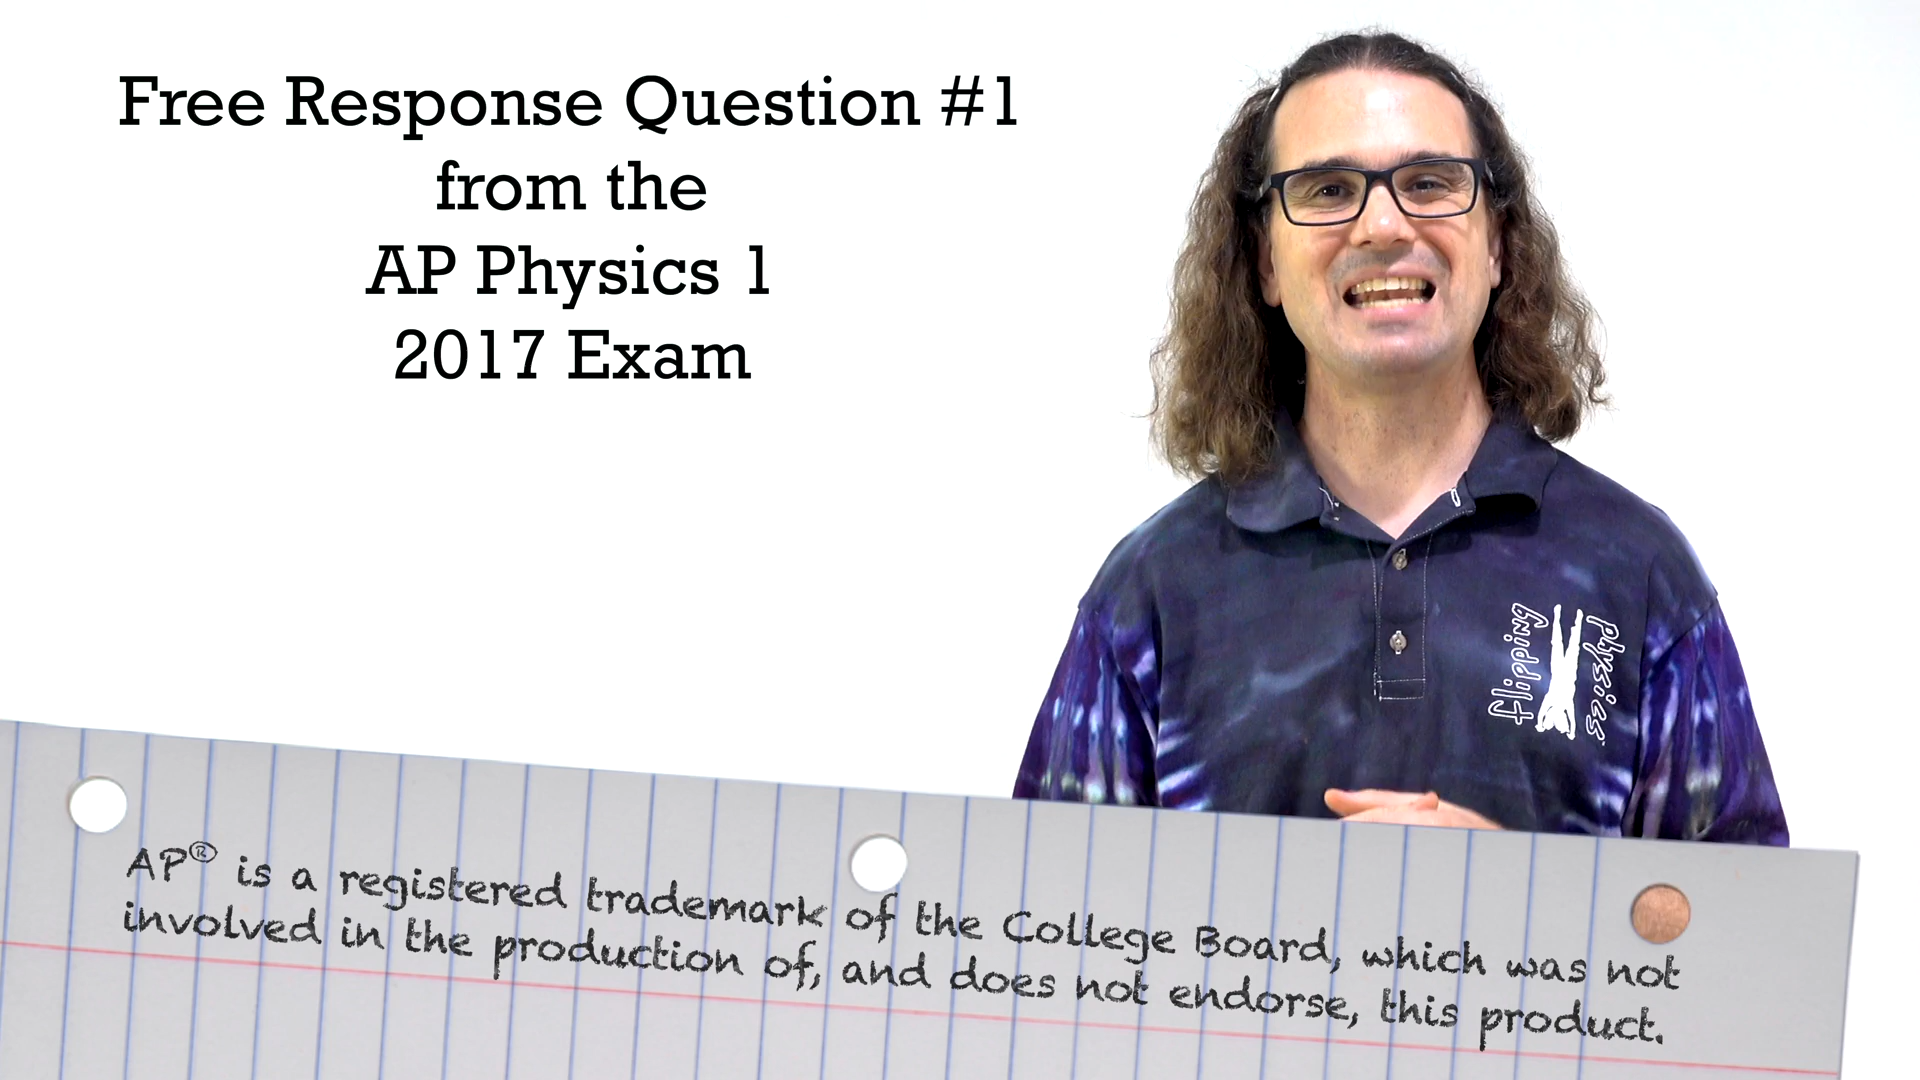 Free Response Question #1
from the
AP Physics 1
2017 Exam
flipping
physics
AP® is a registered trademark of the College Board, which was not
involved in the production of, and does not endorse, this product.